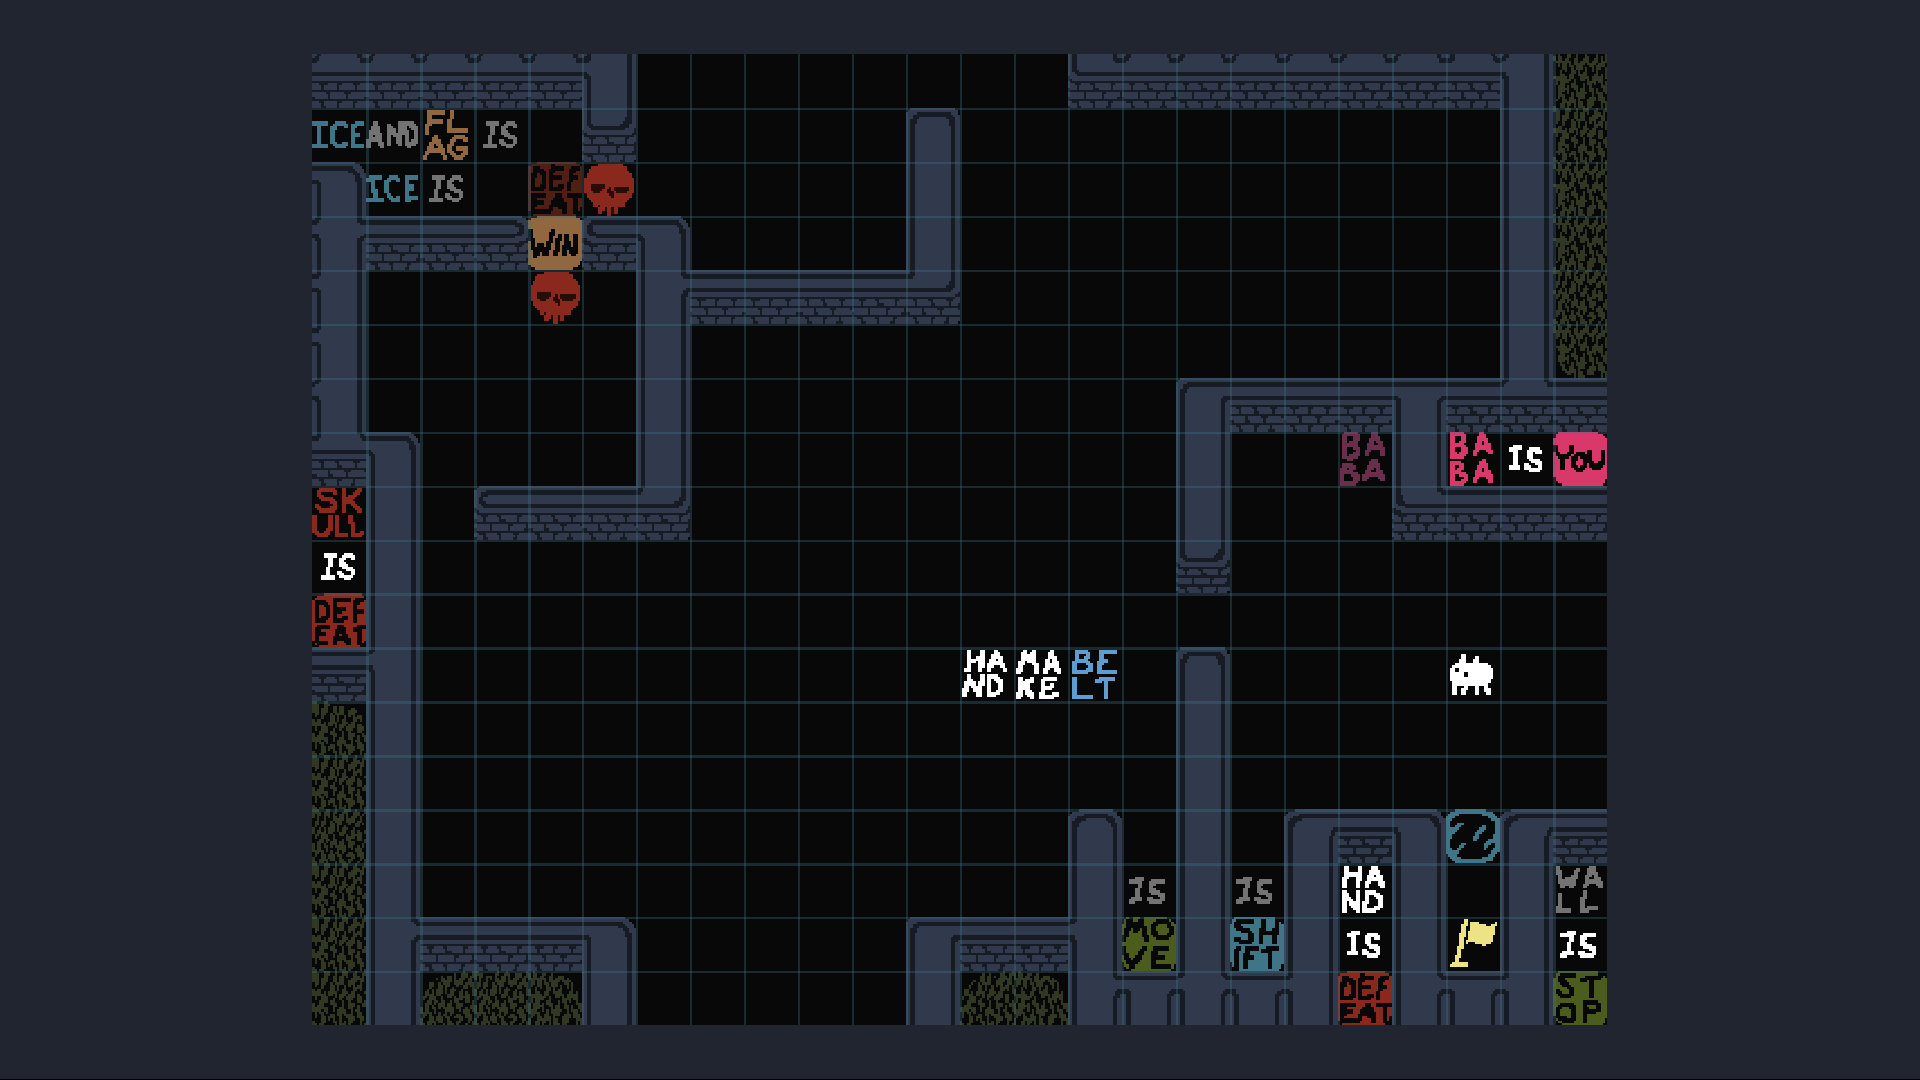 ICE AND FLAG IS
ICE IS DEFEAT
WIN
BABA BABA IS YOU
SKULL
IS
DEFEAT
HAND MAKE BELT
IS IS HAND WALL
MOVE SHIFT IS IS
DEFEAT STOP